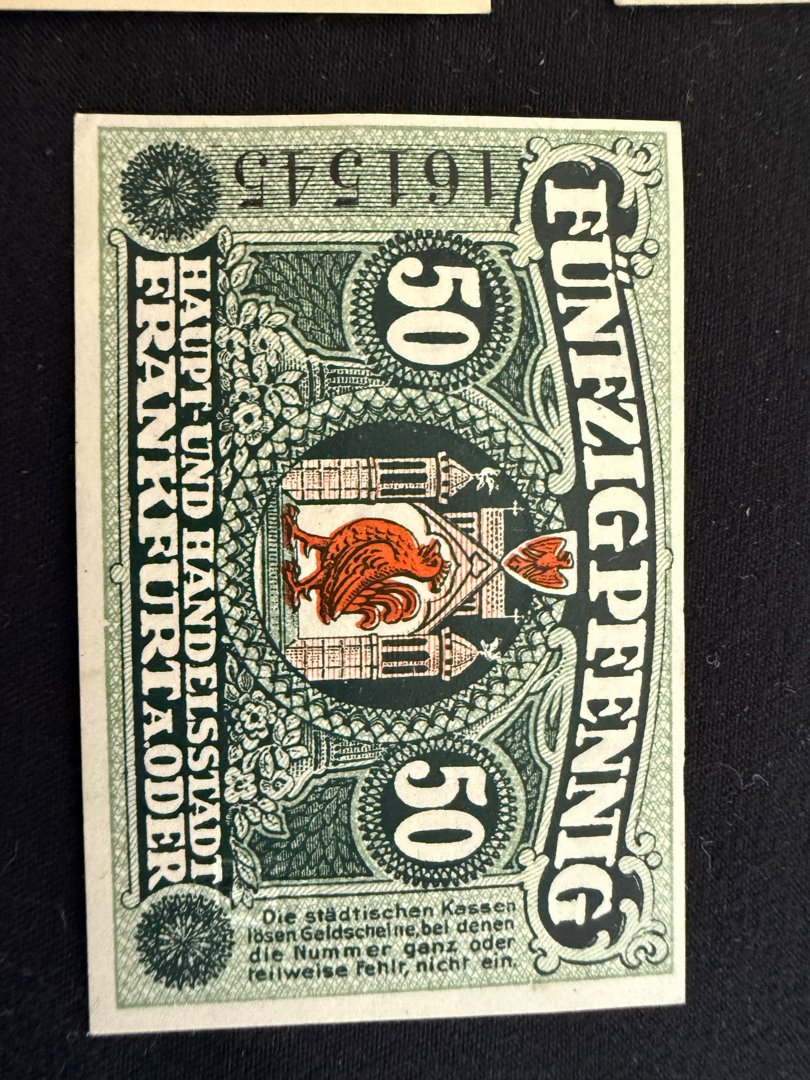 FÜNFZIG PFENNIG
50
50
HAUPT-UND HANDELSSTADT
FRANKFURT A ODER
161545
Die städtischen Kassen
lösen Geldscheine, bei denen
die Nummer ganz oder
teilweise fehlt, nicht ein.